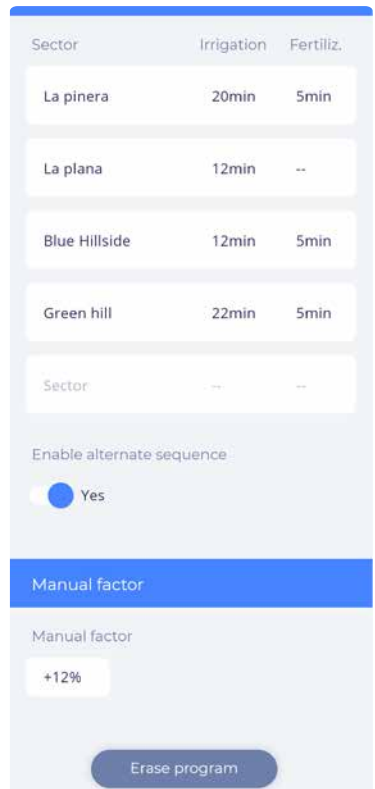 Sector Irrigation Fertiliz.
La pinera 20min 5min
La plana 12min --
Blue Hillside 12min 5min
Green hill 22min 5min
Sector -- --
Enable alternate sequence
Yes
Manual factor
Manual factor
+12%
Erase program